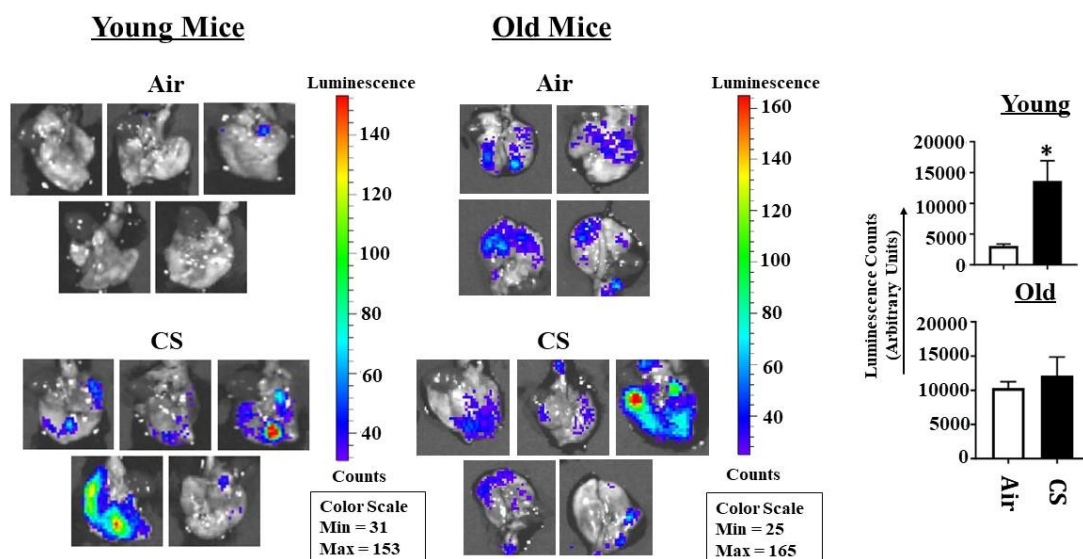 Young Mice
Air
CS
Luminescence
140
120
100
80
60
40
Counts
Color Scale
Min = 31
Max = 153
Old Mice
Air
CS
Luminescence
160
140
120
100
80
60
40
Counts
Color Scale
Min = 25
Max = 165
Luminescence Counts
(Arbitrary Units)
Young
20000
15000
10000
5000
0
*
Old
20000
15000
10000
5000
0
Air
CS